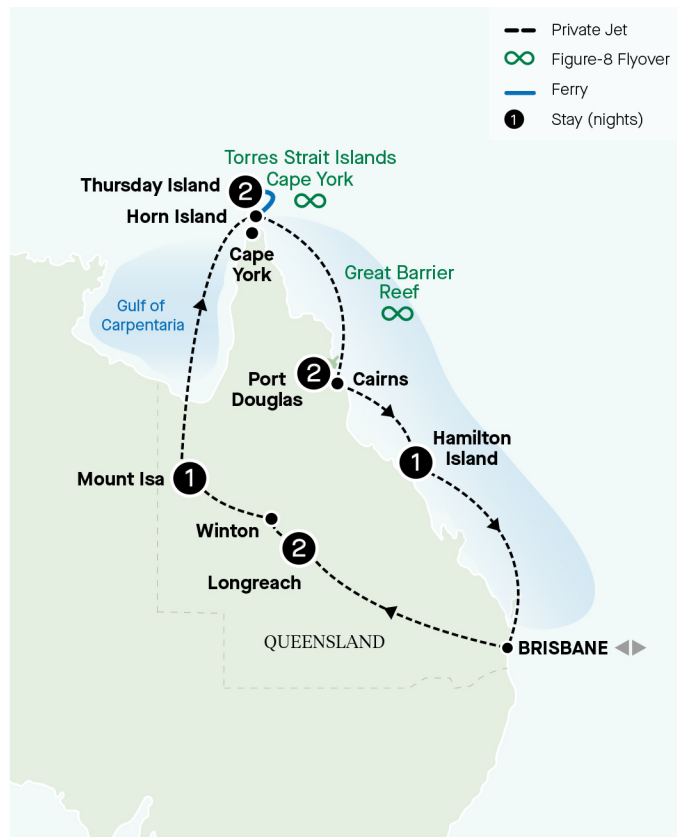 Private Jet
Figure-8 Flyover
Ferry
1
Stay (nights)
Torres Strait Islands
Cape York
Thursday Island
2
Horn Island
Cape
York
Great Barrier
Reef
Gulf of
Carpentaria
Port
Douglas
2
Cairns
Hamilton
Island
1
Mount Isa
1
Winton
2
Longreach
QUEENSLAND
BRISBANE